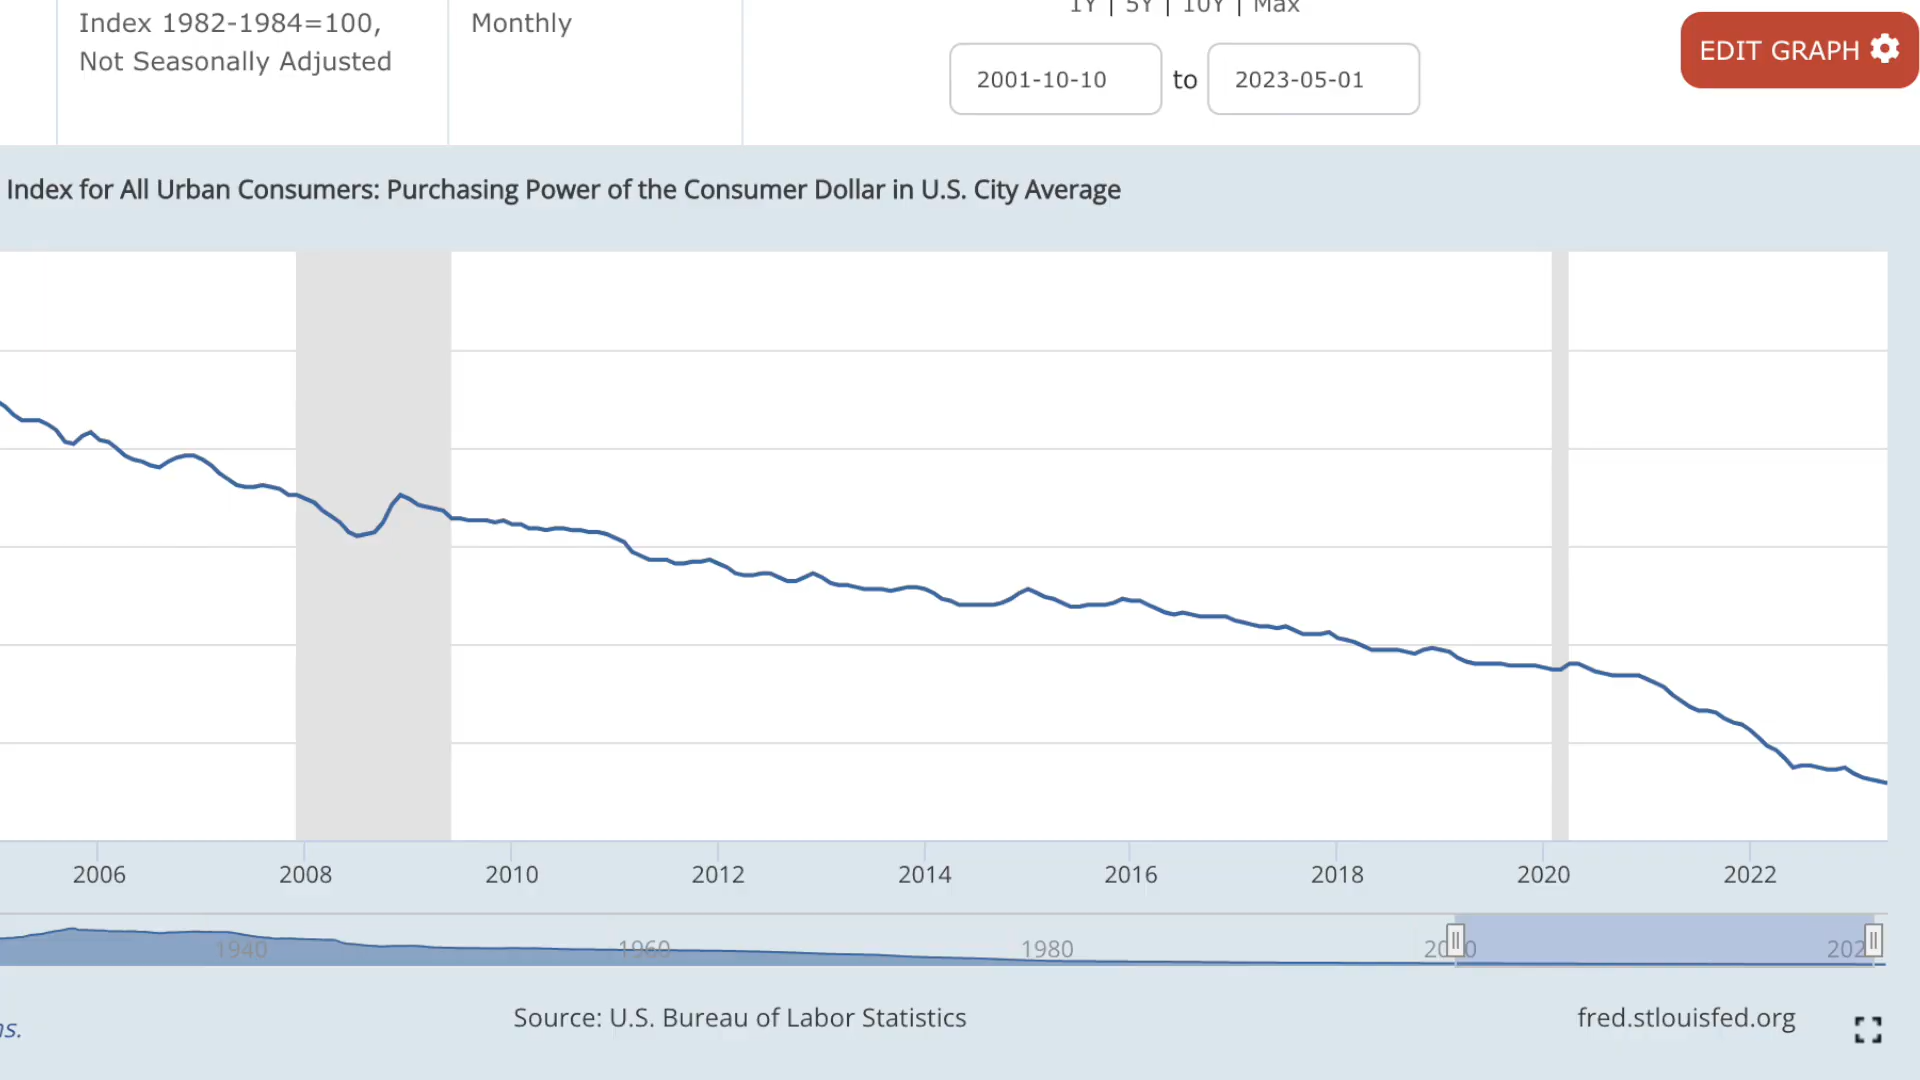 1Y | 5Y | 10Y | Max
Index 1982-1984=100,
Not Seasonally Adjusted
Monthly
2001-10-10 to 2023-05-01
EDIT GRAPH
Index for All Urban Consumers: Purchasing Power of the Consumer Dollar in U.S. City Average
2006 2008 2010 2012 2014 2016 2018 2020 2022
1940 1960 1980
Source: U.S. Bureau of Labor Statistics
fred.stlouisfed.org